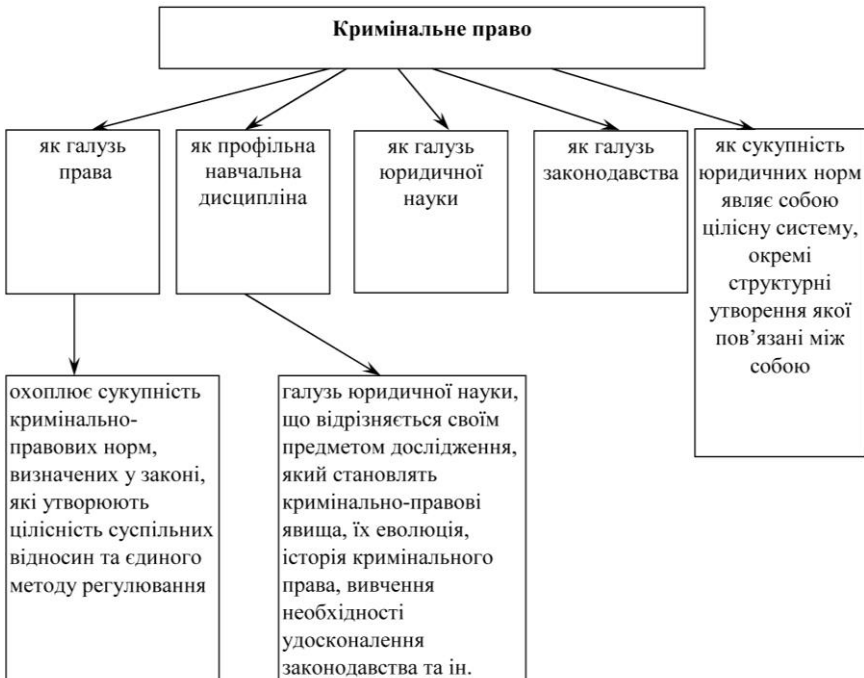 Кримінальне право
як галузь
права
як профільна
навчальна
дисципліна
як галузь
юридичної
науки
як галузь
законодавства
як сукупність
юридичних норм
являє собою
цілісну систему,
окремі
структурні
утворення якої
пов’язані між
собою
охоплює сукупність
кримінально-
правових норм,
визначених у законі,
які утворюють
цілісність суспільних
відносин та єдиного
методу регулювання
галузь юридичної науки,
що відрізняється своїм
предметом дослідження,
який становлять
кримінально-правові
явища, їх еволюція,
історія кримінального
права, вивчення
необхідності
удосконалення
законодавства та ін.